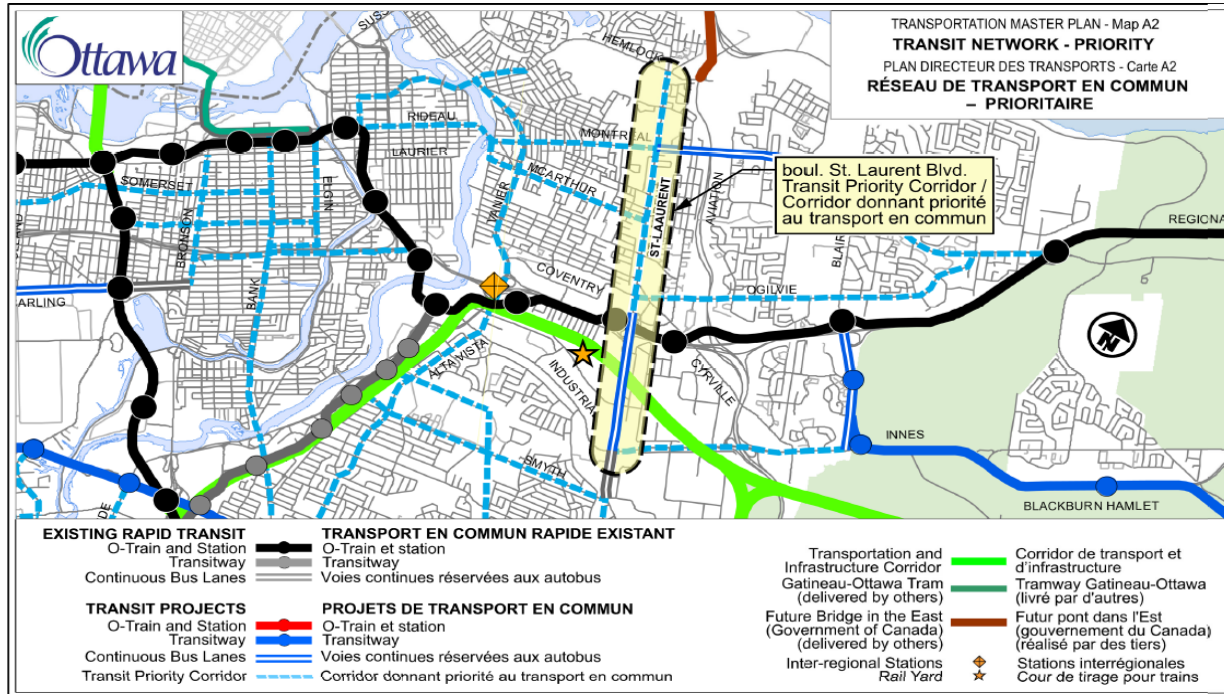 Ottawa
TRANSPORTATION MASTER PLAN - Map A2
TRANSIT NETWORK - PRIORITY
PLAN DIRECTEUR DES TRANSPORTS - Carte A2
RÉSEAU DE TRANSPORT EN COMMUN
– PRIORITAIRE
HEMLOCK
RIDEAU
LAURIER
MONTREAL
MCARTHUR
SOMERSET
ELGIN
VANIER
BRONSON
ST-LAAURENT
AVIATION
boul. St. Laurent Blvd.
Transit Priority Corridor /
Corridor donnant priorité
au transport en commun
BLAIR
REGIONA
COVENTRY
OGILVIE
ARLING
BANK
ALTA VISTA
INDUSTRIAL
CYRVILLE
N
INNES
SMYTH
BLACKBURN HAMLET
EXISTING RAPID TRANSIT TRANSPORT EN COMMUN RAPIDE EXISTANT
O-Train and Station O-Train et station
Transitway Transitway
Continuous Bus Lanes Voies continues réservées aux autobus
TRANSIT PROJECTS PROJETS DE TRANSPORT EN COMMUN
O-Train and Station O-Train et station
Transitway Transitway
Continuous Bus Lanes Voies continues réservées aux autobus
Transit Priority Corridor Corridor donnant priorité au transport en commun
Transportation and Corridor de transport et
Infrastructure Corridor d'infrastructure
Gatineau-Ottawa Tram Tramway Gatineau-Ottawa
(delivered by others) (livré par d'autres)
Future Bridge in the East Futur pont dans l'Est
(Government of Canada) (gouvernement du Canada)
(delivered by others) (réalisé par des tiers)
Inter-regional Stations Stations interrégionales
Rail Yard Cour de tirage pour trains